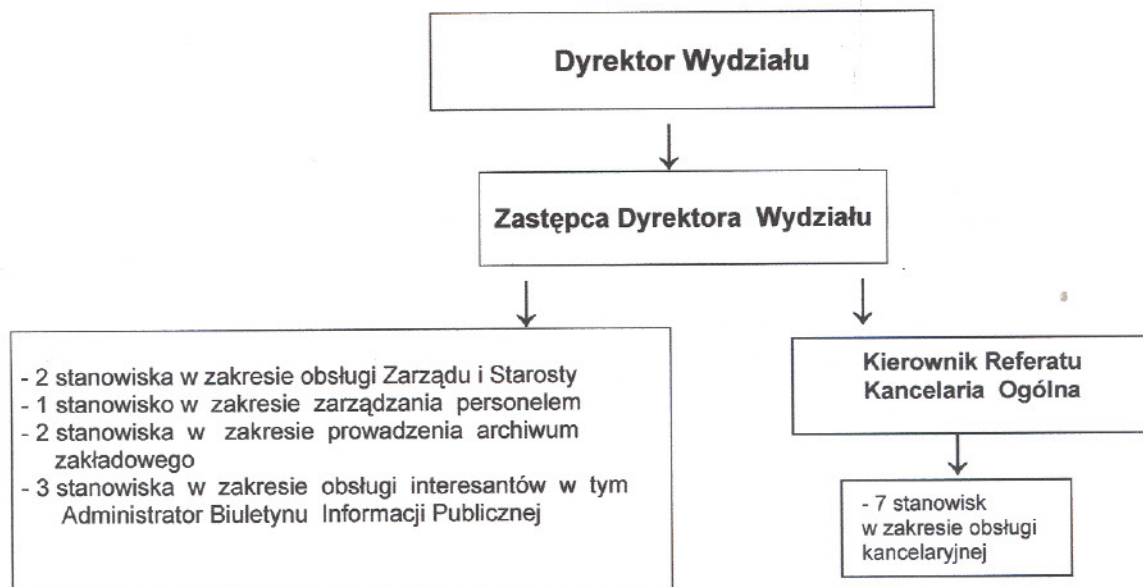 Dyrektor Wydziału
Zastępca Dyrektora Wydziału
- 2 stanowiska w zakresie obsługi Zarządu i Starosty
- 1 stanowisko w zakresie zarządzania personelem
- 2 stanowiska w zakresie prowadzenia archiwum
zakładowego
- 3 stanowiska w zakresie obsługi interesantów w tym
Administrator Biuletynu Informacji Publicznej
Kierownik Referatu
Kancelaria Ogólna
- 7 stanowisk
w zakresie obsługi
kancelaryjnej